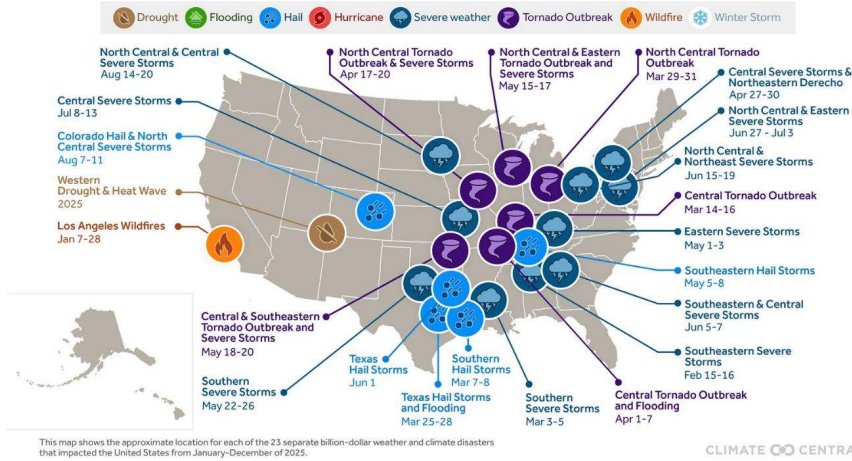 Drought Flooding Hail Hurricane Severe weather Tornado Outbreak Wildfire Winter Storm
North Central & Central
Severe Storms
Aug 14-20
North Central Tornado
Outbreak & Severe Storms
Apr 17-20
North Central & Eastern
Tornado Outbreak and
Severe Storms
May 15-17
North Central Tornado
Outbreak
Mar 29-31
Central Severe Storms &
Northeastern Derecho
Apr 27-30
Central Severe Storms
Jul 8-13
North Central & Eastern
Severe Storms
Jun 27 - Jul 3
Colorado Hail & North
Central Severe Storms
Aug 7-11
North Central &
Northeast Severe Storms
Jun 15-19
Western
Drought & Heat Wave
2025
Central Tornado Outbreak
Mar 14-16
Los Angeles Wildfires
Jan 7-28
Eastern Severe Storms
May 1-3
Southeastern Hail Storms
May 5-8
Southeastern & Central
Severe Storms
Jun 5-7
Central & Southeastern
Tornado Outbreak and
Severe Storms
May 18-20
Southeastern Severe
Storms
Feb 15-16
Texas
Hail Storms
Jun 1
Southern
Hail Storms
Mar 7-8
Southern
Severe Storms
May 22-26
Texas Hail Storms
and Flooding
Mar 25-28
Southern
Severe Storms
Mar 3-5
Central Tornado Outbreak
and Flooding
Apr 1-7
This map shows the approximate location for each of the 23 separate billion-dollar weather and climate disasters
that impacted the United States from January-December of 2025.
CLIMATE CENTRA